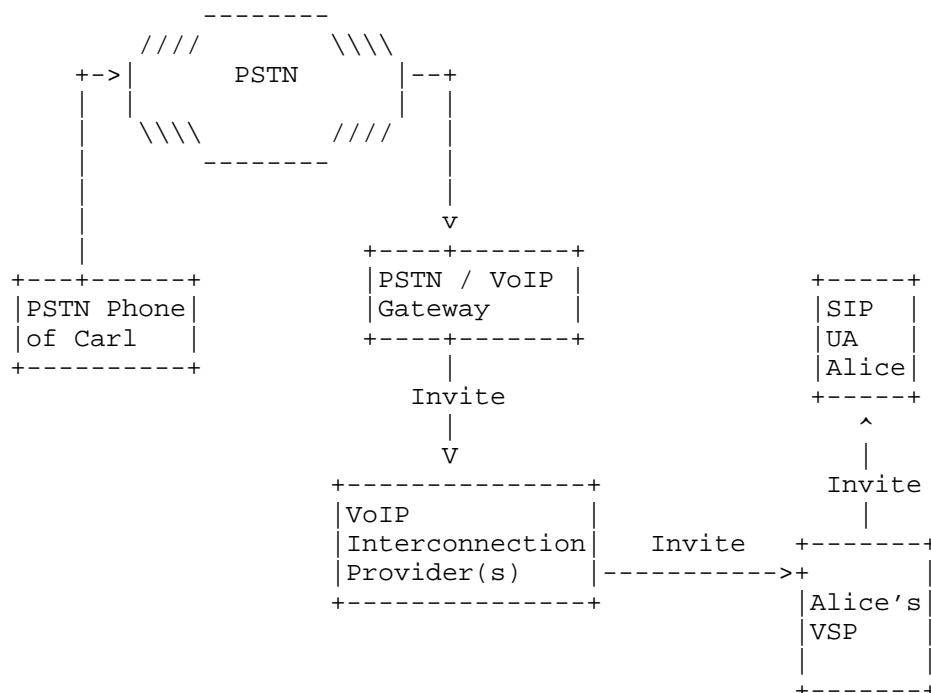 PSTN
PSTN Phone
of Carl
PSTN / VoIP
Gateway
SIP
UA
Alice
Invite
VoIP
Interconnection
Provider(s)
Invite
Invite
Alice's
VSP